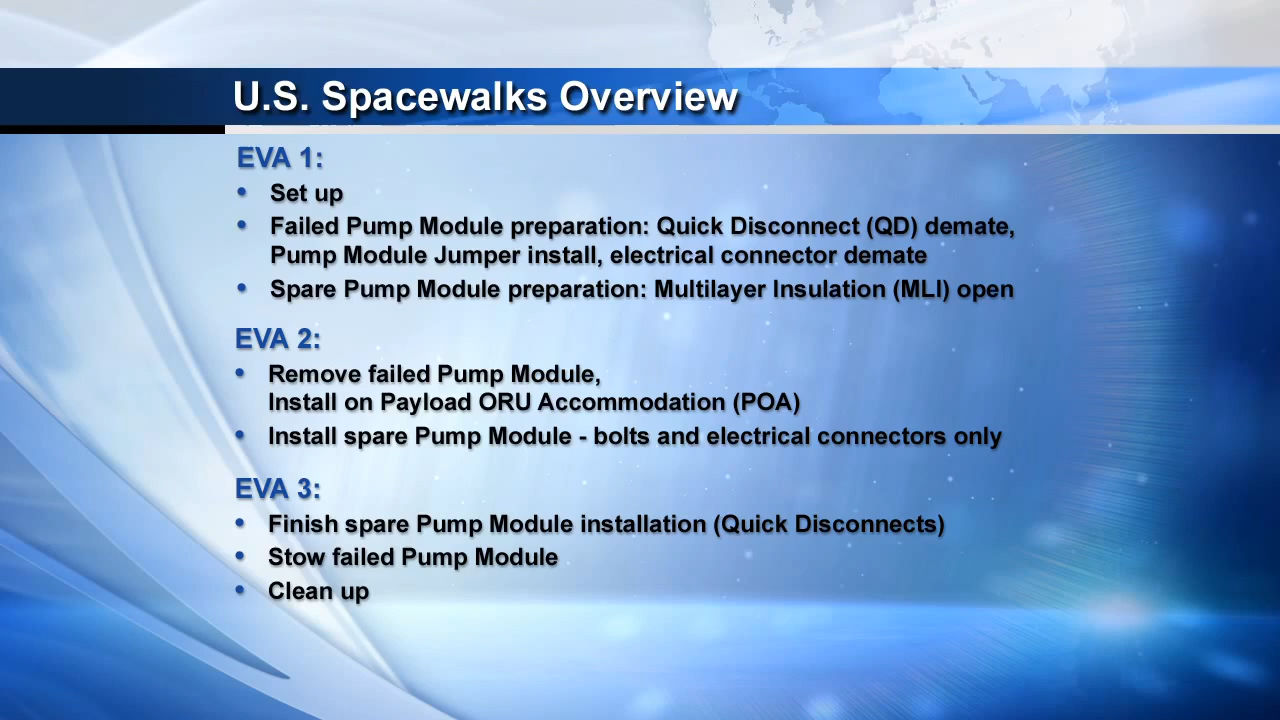 U.S. Spacewalks Overview
EVA 1:
• Set up
• Failed Pump Module preparation: Quick Disconnect (QD) demate,
Pump Module Jumper install, electrical connector demate
• Spare Pump Module preparation: Multilayer Insulation (MLI) open
EVA 2:
• Remove failed Pump Module,
Install on Payload ORU Accommodation (POA)
• Install spare Pump Module - bolts and electrical connectors only
EVA 3:
• Finish spare Pump Module installation (Quick Disconnects)
• Stow failed Pump Module
• Clean up